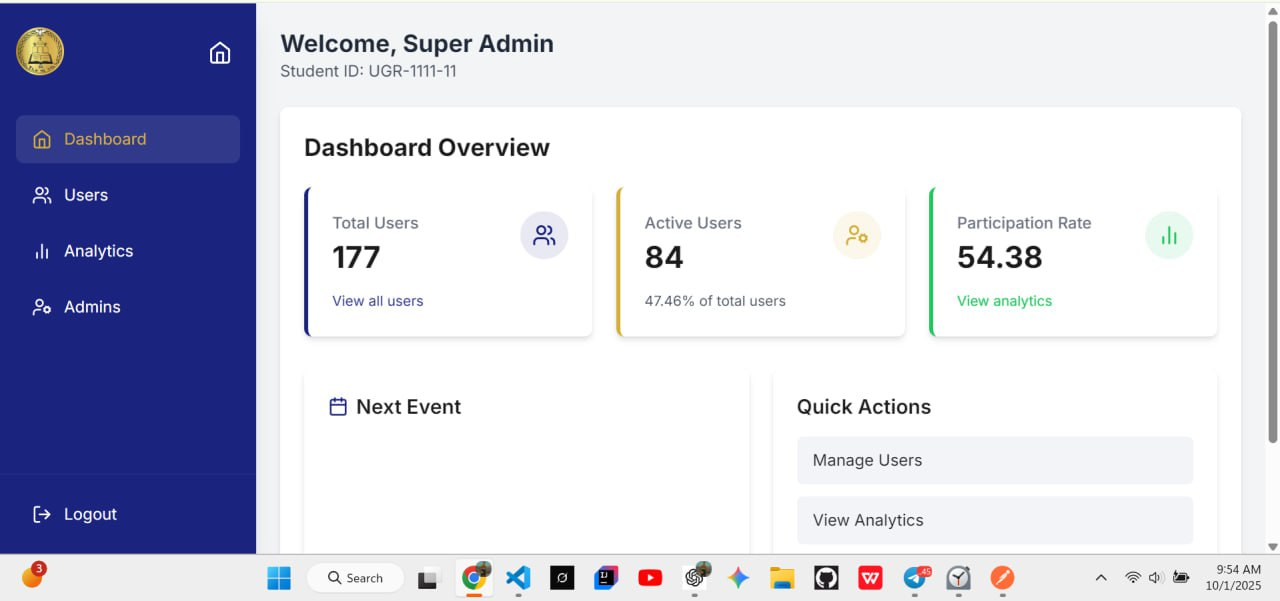 Welcome, Super Admin
Student ID: UGR-1111-11
Dashboard
Users
Analytics
Admins
Logout
Dashboard Overview
Total Users
177
View all users
Active Users
84
47.46% of total users
Participation Rate
54.38
View analytics
Next Event
Quick Actions
Manage Users
View Analytics
3
Search
45
9:54 AM
10/1/2025